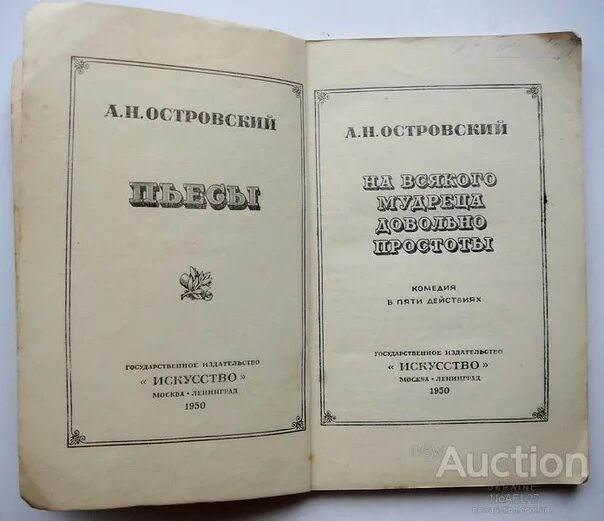 А.Н.ОСТРОВСКИЙ
ПЬЕСЫ
ГОСУДАРСТВЕННОЕ ИЗДАТЕЛЬСТВО
„ИСКУССТВО"
МОСКВА • ЛЕНИНГРАД
1950
А.Н.ОСТРОВСКИЙ
НА ВСЯКОГО
МУДРЕЦА
ДОВОЛЬНО
ПРОСТОТЫ
КОМЕДИЯ
В ПЯТИ ДЕЙСТВИЯХ
ГОСУДАРСТВЕННОЕ ИЗДАТЕЛЬСТВО
„ИСКУССТВО"
МОСКВА • ЛЕНИНГРАД
1950
Auction
UKRAINE